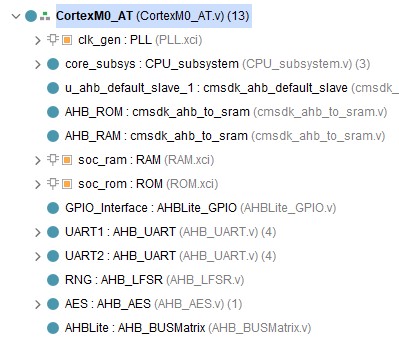 CortexM0_AT (CortexM0_AT.v) (13)
clk_gen : PLL (PLL.xci)
core_subsys : CPU_subsystem (CPU_subsystem.v) (3)
u_ahb_default_slave_1 : cmsdk_ahb_default_slave (cmsdk_
AHB_ROM : cmsdk_ahb_to_sram (cmsdk_ahb_to_sram.v)
AHB_RAM : cmsdk_ahb_to_sram (cmsdk_ahb_to_sram.v)
soc_ram : RAM (RAM.xci)
soc_rom : ROM (ROM.xci)
GPIO_Interface : AHBLite_GPIO (AHBLite_GPIO.v)
UART1 : AHB_UART (AHB_UART.v) (4)
UART2 : AHB_UART (AHB_UART.v) (4)
RNG : AHB_LFSR (AHB_LFSR.v)
AES : AHB_AES (AHB_AES.v) (1)
AHBLite : AHB_BUSMatrix (AHB_BUSMatrix.v)